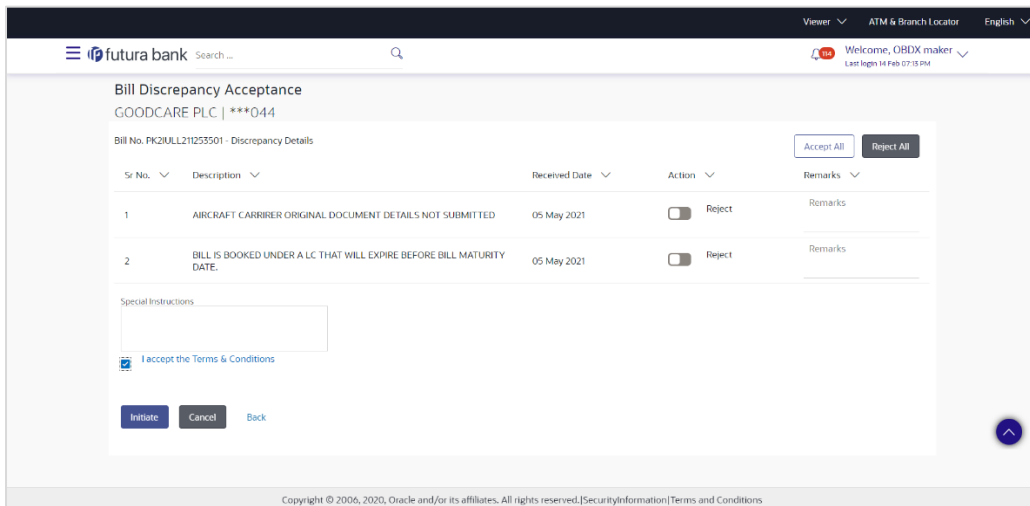 Viewer ATM & Branch Locator English
futura bank Search ... 114 Welcome, OBDX maker
Last login 14 Feb 07:13 PM
Bill Discrepancy Acceptance
GOODCARE PLC | ***044
Bill No. PK2IULL211253501 - Discrepancy Details Accept All Reject All
Sr No. Description Received Date Action Remarks
1 AIRCRAFT CARRIRER ORIGINAL DOCUMENT DETAILS NOT SUBMITTED 05 May 2021 Reject Remarks
2 BILL IS BOOKED UNDER A LC THAT WILL EXPIRE BEFORE BILL MATURITY 05 May 2021 Reject Remarks
DATE.
Special Instructions
I accept the Terms & Conditions
Initiate Cancel Back
Copyright © 2006, 2020, Oracle and/or its affiliates. All rights reserved.|SecurityInformation|Terms and Conditions